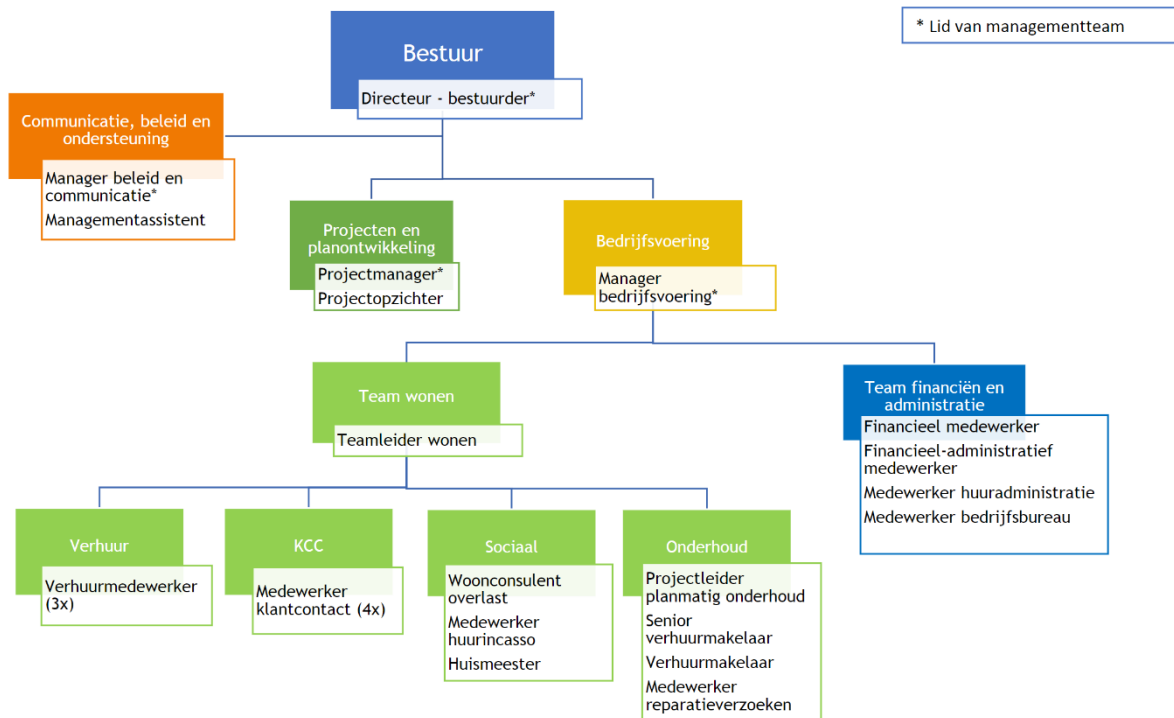 * Lid van managementteam
Bestuur
Directeur - bestuurder*
Communicatie, beleid en
ondersteuning
Manager beleid en
communicatie*
Managementassistent
Projecten en
planontwikkeling
Projectmanager*
Projectopzichter
Bedrijfsvoering
Manager
bedrijfsvoering*
Team wonen
Teamleider wonen
Team financiën en
administratie
Financieel medewerker
Financieel-administratief
medewerker
Medewerker huuradministratie
Medewerker bedrijfsbureau
Verhuur
Verhuurmedewerker
(3x)
KCC
Medewerker
klantcontact (4x)
Sociaal
Woonconsulent
overlast
Medewerker
huurincasso
Huismeester
Onderhoud
Projectleider
planmatig onderhoud
Senior
verhuurmakelaar
Verhuurmakelaar
Medewerker
reparatieverzoeken